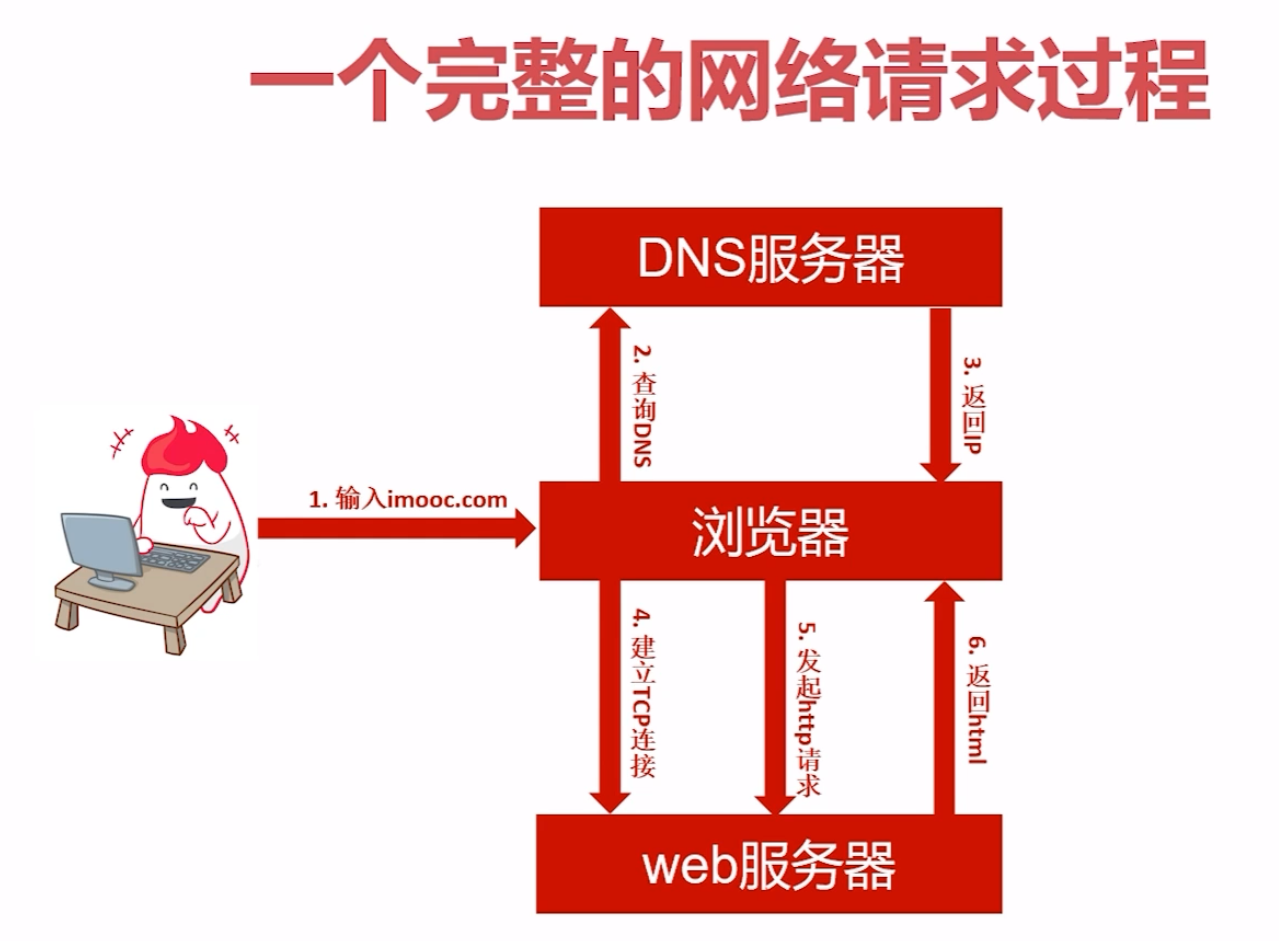 一个完整的网络请求过程
DNS服务器
2. 查询DNS
3. 返回IP
1. 输入imooc.com
浏览器
4. 建立TCP连接
5. 发起http请求
6. 返回html
web服务器